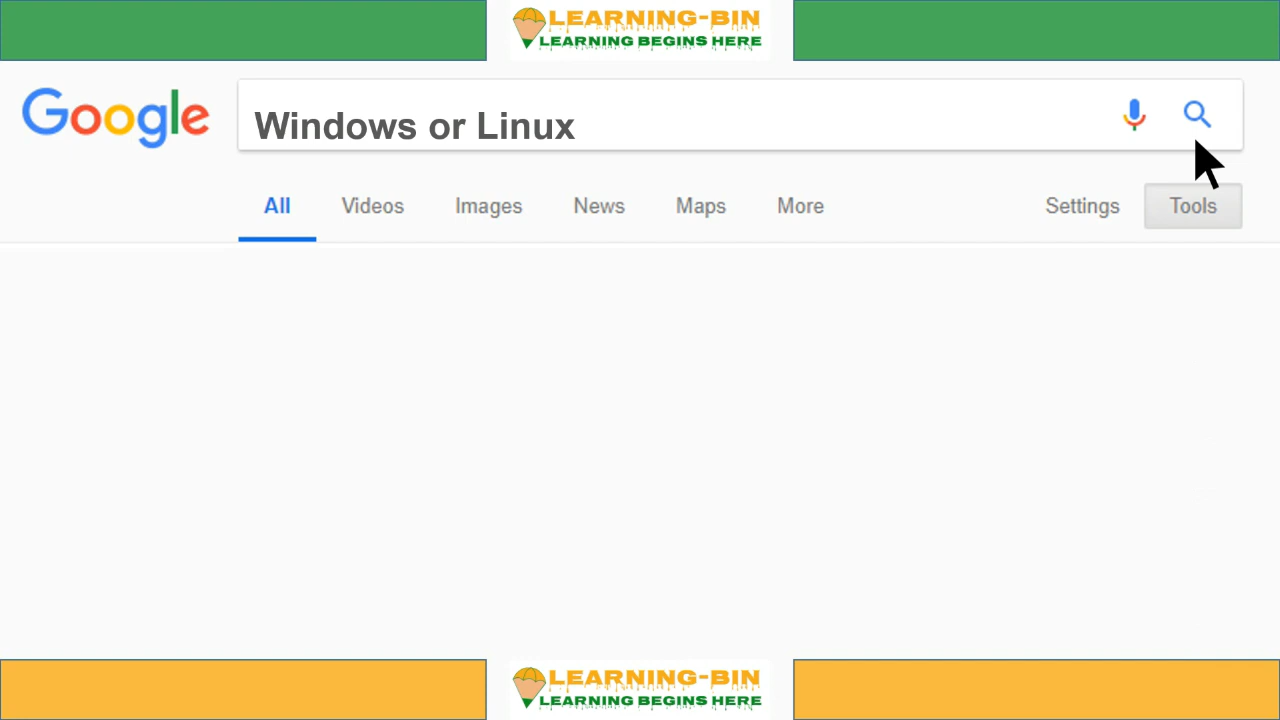 LEARNING-BIN
LEARNING BEGINS HERE
Google
Windows or Linux
All Videos Images News Maps More Settings Tools
LEARNING-BIN
LEARNING BEGINS HERE